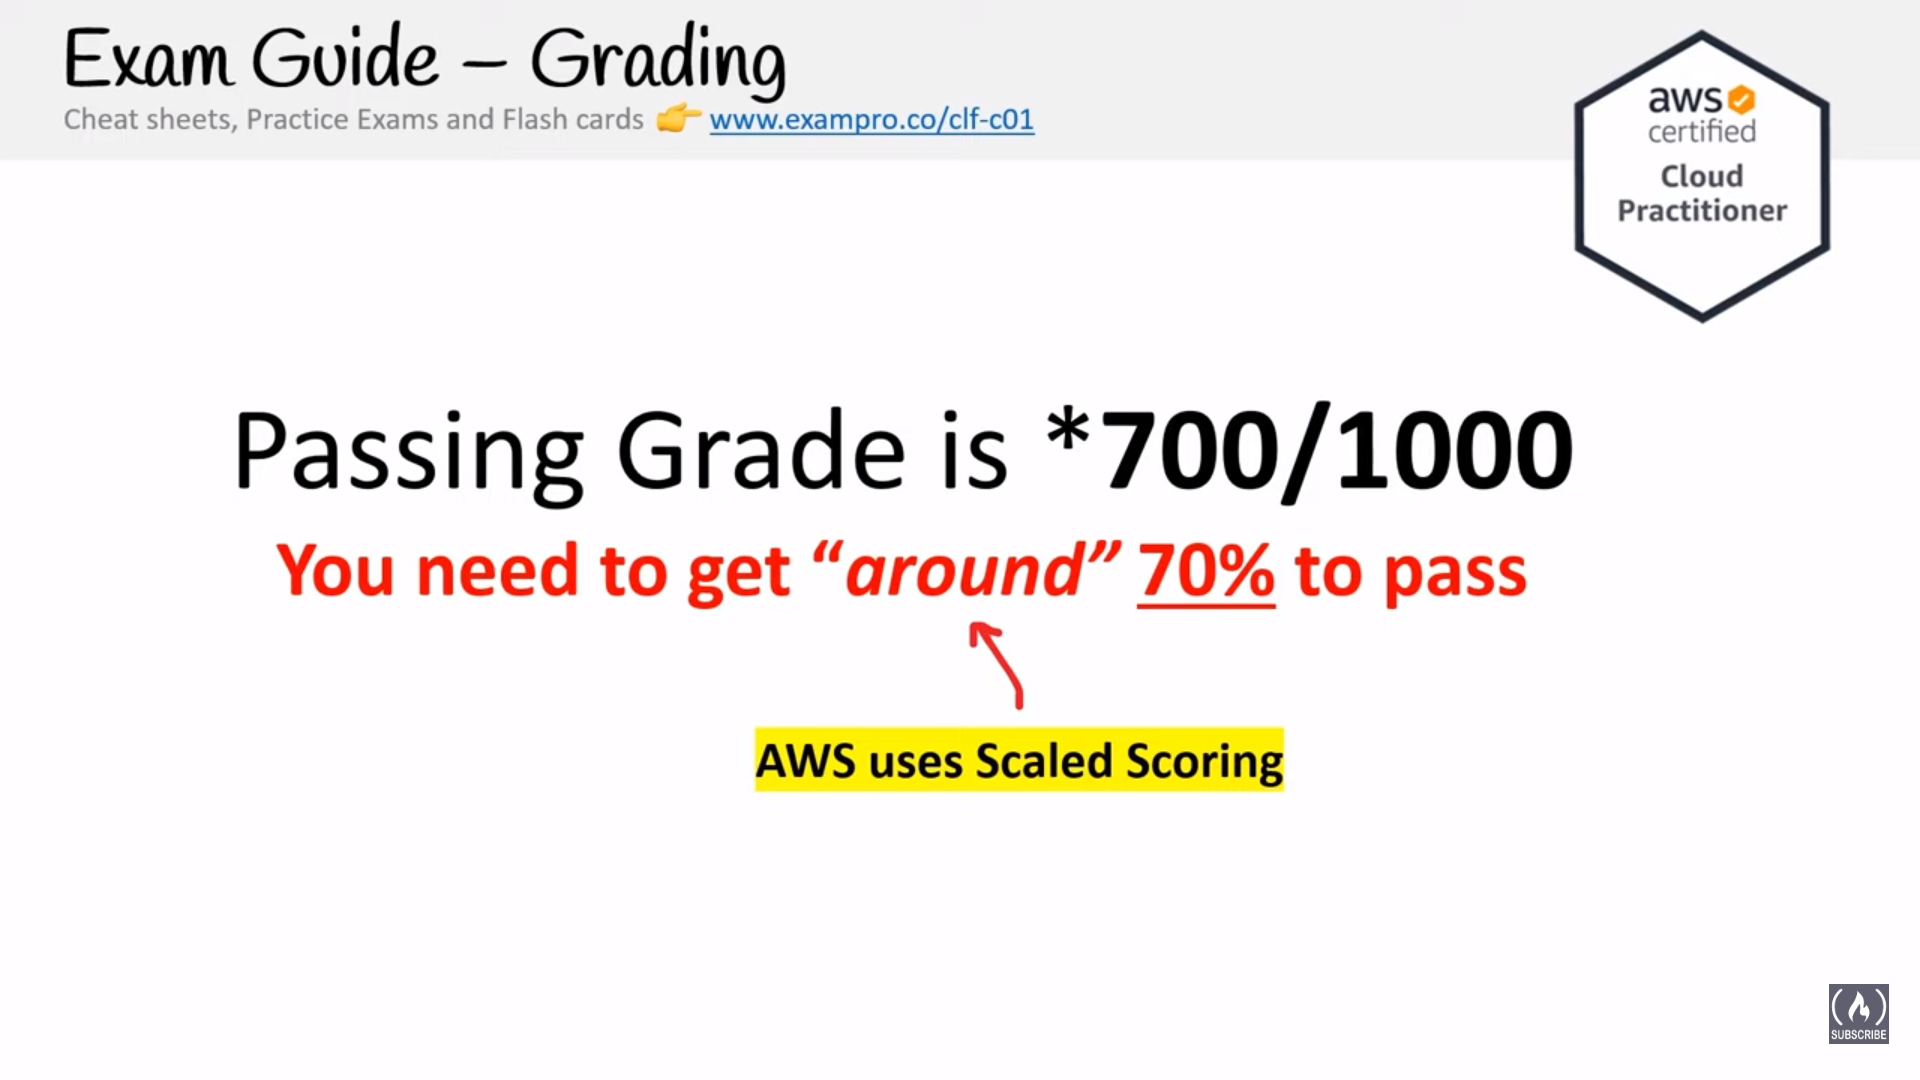 Exam Guide – Grading
Cheat sheets, Practice Exams and Flash cards 👉 www.exampro.co/clf-c01
aws
certified
Cloud
Practitioner
Passing Grade is *700/1000
You need to get “around” 70% to pass
AWS uses Scaled Scoring
SUBSCRIBE